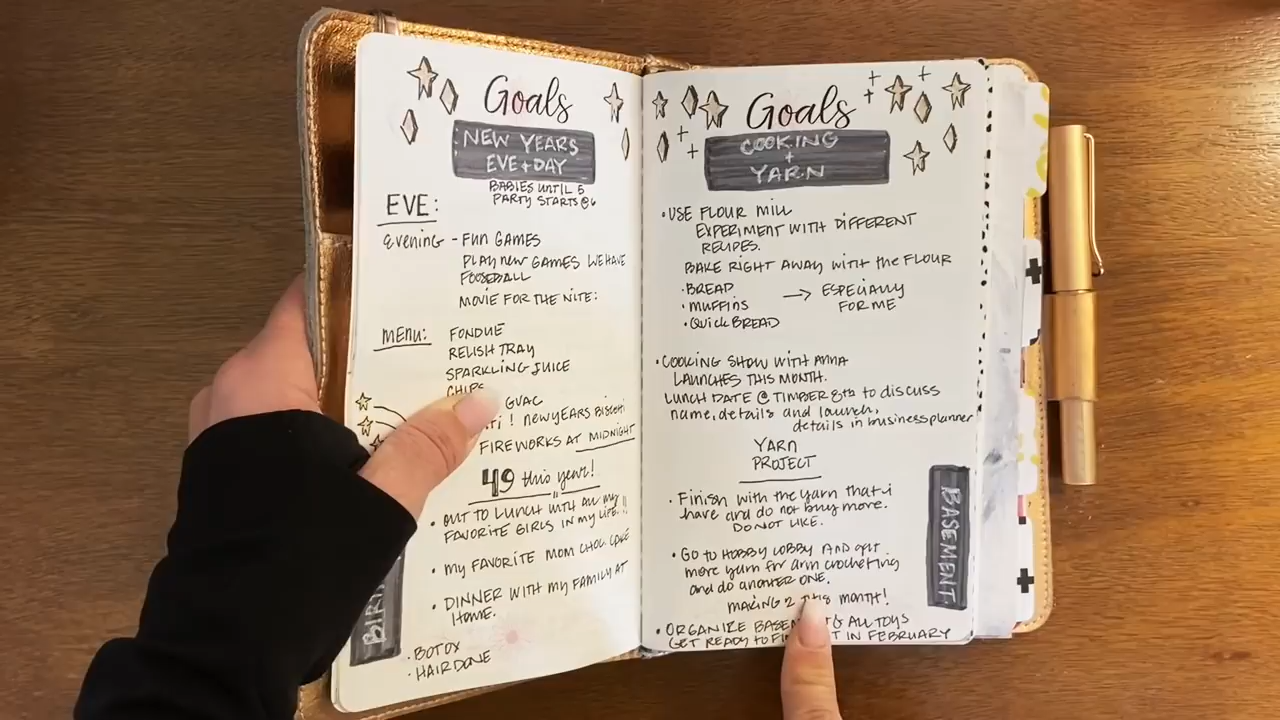 Goals
NEW YEARS
EVE + DAY
BABIES UNTIL 5
PARTY STARTS @ 6
EVE:
Evening - FUN GAMES
PLAY NEW GAMES WE HAVE
FOOSEBALL
MOVIE FOR THE NITE:
MENU: FONDUE
RELISH TRAY
SPARKLING JUICE
CHIPS
GUAC
! NEW YEARS BISCOTTI
FIREWORKS AT MIDNIGHT
49 this year!
• OUT TO LUNCH WITH ALL MY
FAVORITE GIRLS IN MY LIFE!!
• MY FAVORITE MOM CHOC CAKE
• DINNER WITH MY FAMILY AT
HOME.
• BOTOX
• HAIR DONE
Goals
COOKING
+
YARN
• USE FLOUR MILL
EXPERIMENT WITH DIFFERENT
RECIPES.
BAKE RIGHT AWAY WITH the FLOUR
• BREAD
• MUFFINS → ESPECIALLY
FOR ME
• QUICK BREAD
• COOKING SHOW WITH ANNA
LAUNCHES THIS MONTH.
LUNCH DATE @ TIMBER 8th to discuss
name, details and launch,
details in business planner
YARN
PROJECT
• Finish with the yarn that i
have and do not buy more.
DO NOT LIKE.
• Go to HOBBY LOBBY AND get
more yarn for arm crocheting
and do another ONE.
MAKING 2 THIS MONTH!
BASEMENT
• ORGANIZE & ALL TOYS
GET READY to IN FEBRUARY